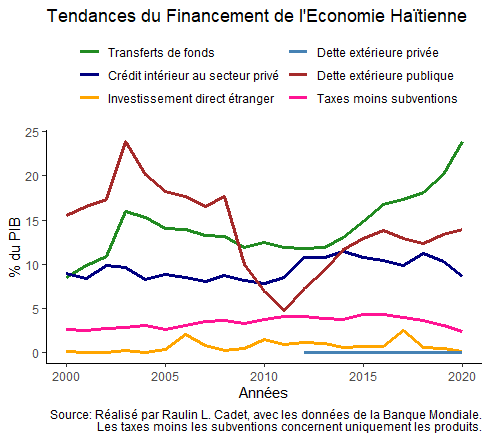 Tendances du Financement de l'Economie Haïtienne
Transferts de fonds
Dette extérieure privée
Crédit intérieur au secteur privé
Dette extérieure publique
Investissement direct étranger
Taxes moins subventions
25
20
15
10
5
0
% du PIB
2000 2005 2010 2015 2020
Années
Source: Réalisé par Raulin L. Cadet, avec les données de la Banque Mondiale.
Les taxes moins les subventions concernent uniquement les produits.